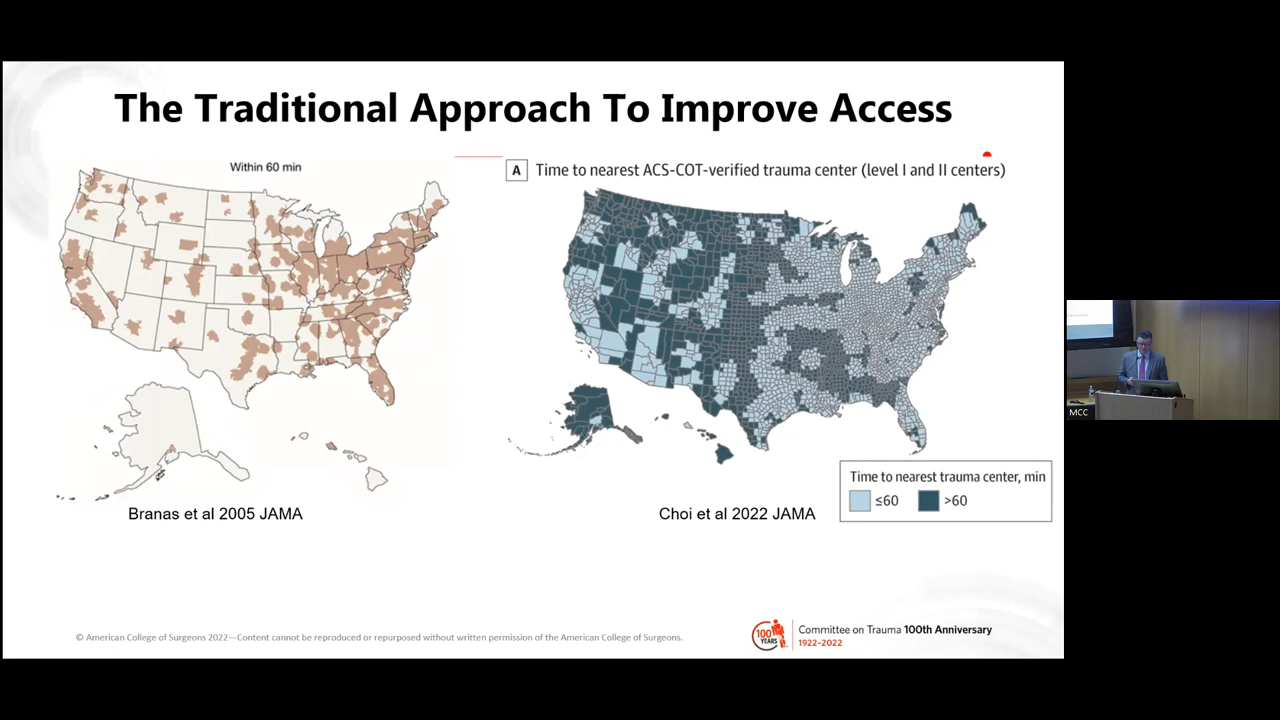 The Traditional Approach To Improve Access
Within 60 min
A Time to nearest ACS-COT-verified trauma center (level I and II centers)
Time to nearest trauma center, min
≤60 >60
Branas et al 2005 JAMA
Choi et al 2022 JAMA
© American College of Surgeons 2022—Content cannot be reproduced or repurposed without written permission of the American College of Surgeons.
100 YEARS
Committee on Trauma 100th Anniversary
1922-2022
MCC